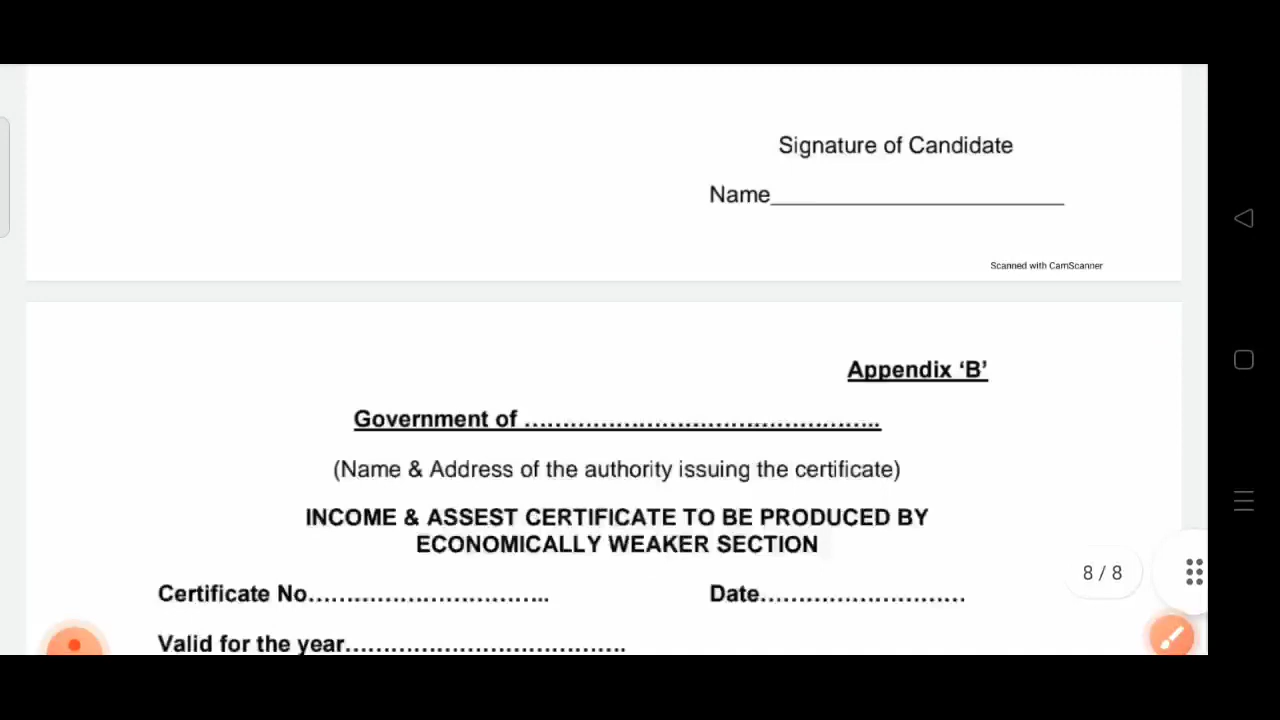 Signature of Candidate
Name____________________
Scanned with CamScanner
Appendix ‘B’
Government of ……………………………………………..
(Name & Address of the authority issuing the certificate)
INCOME & ASSEST CERTIFICATE TO BE PRODUCED BY
ECONOMICALLY WEAKER SECTION
Certificate No…………………………….. Date…………………………
Valid for the year…………………………………….
8 / 8